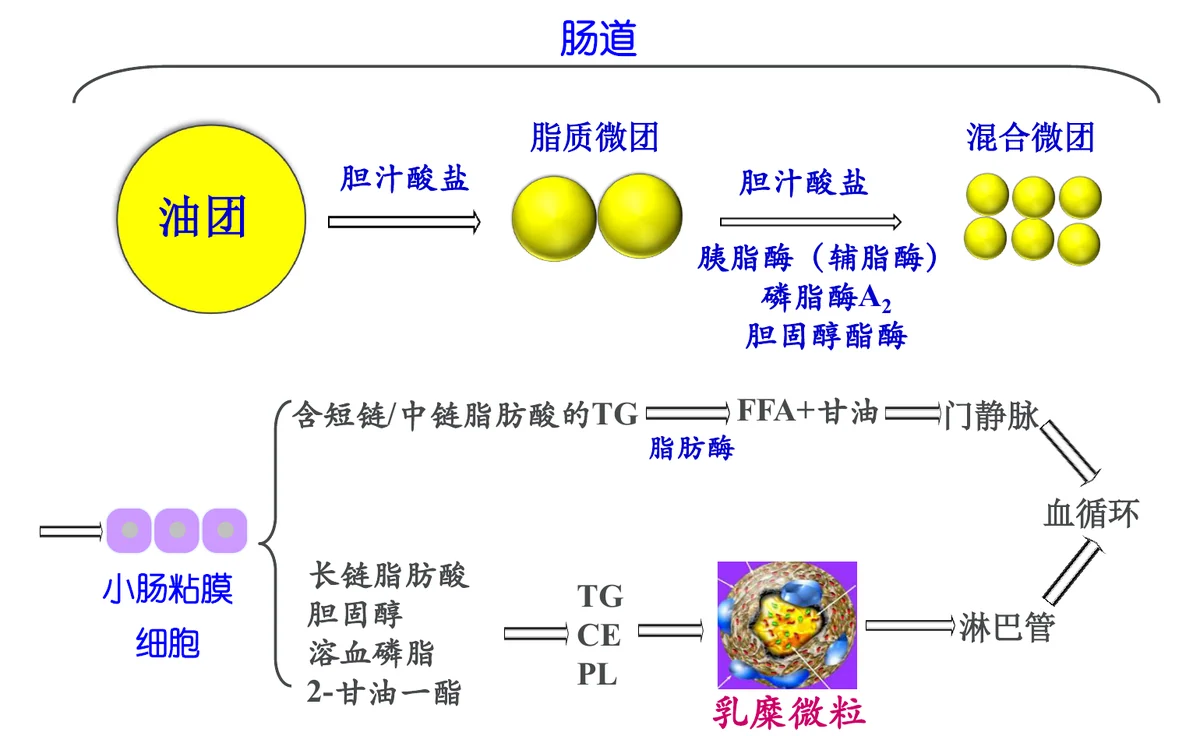 肠道
油团
胆汁酸盐
脂质微团
胆汁酸盐
胰脂酶（辅脂酶）
磷脂酶A₂
胆固醇酯酶
混合微团
含短链/中链脂肪酸的TG
脂肪酶
FFA+甘油
门静脉
血循环
小肠粘膜
细胞
长链脂肪酸
胆固醇
溶血磷脂
2-甘油一酯
TG
CE
PL
乳糜微粒
淋巴管